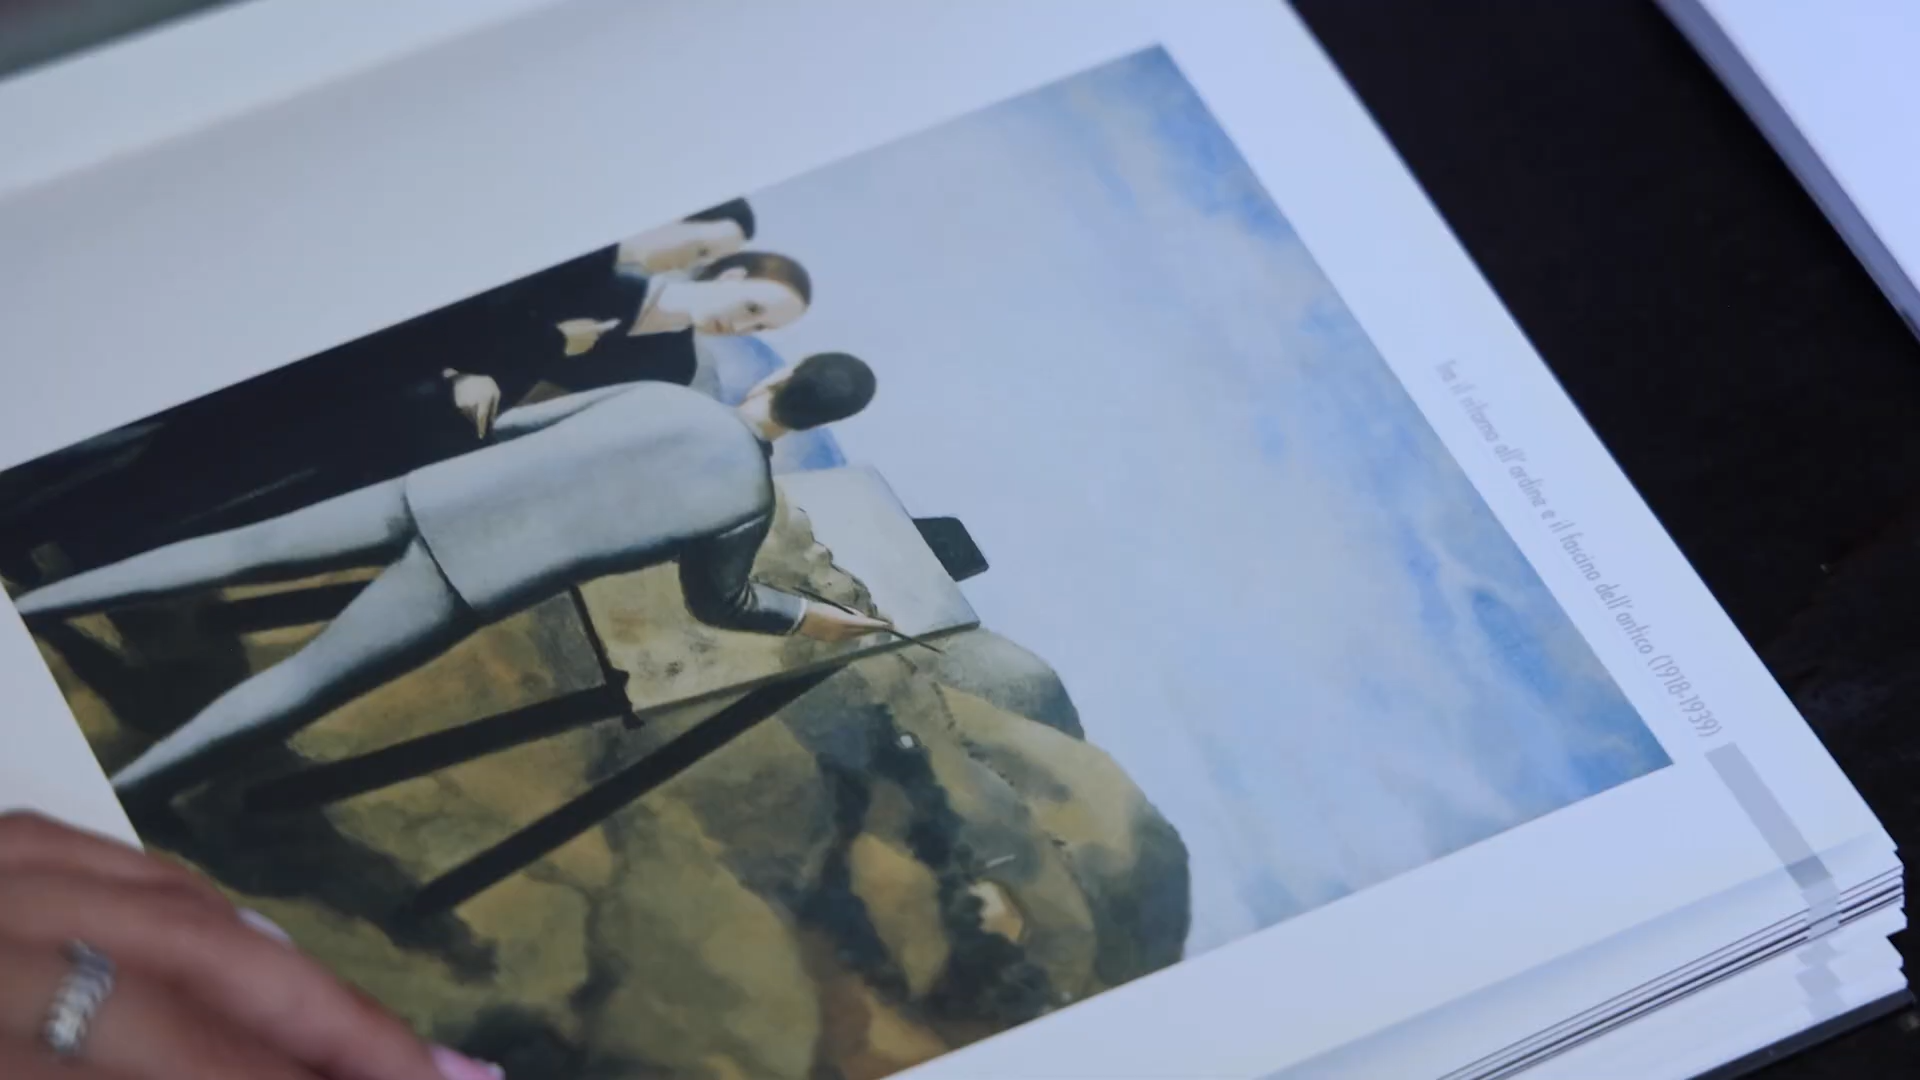 fra il ritorno all'ordine e il fascino dell'antico (1918-1939)